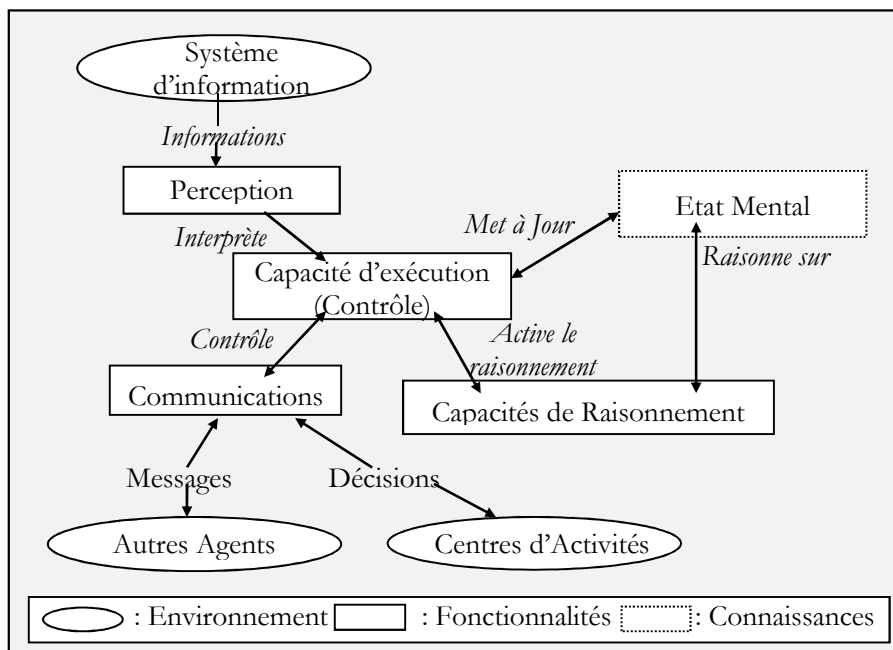 Système
d'information
Informations
Perception
Interprète
Met à Jour
Etat Mental
Raisonne sur
Capacité d'exécution
(Contrôle)
Contrôle
Active le
raisonnement
Communications
Capacités de Raisonnement
Messages
Décisions
Autres Agents
Centres d'Activités
: Environnement : Fonctionnalités : Connaissances